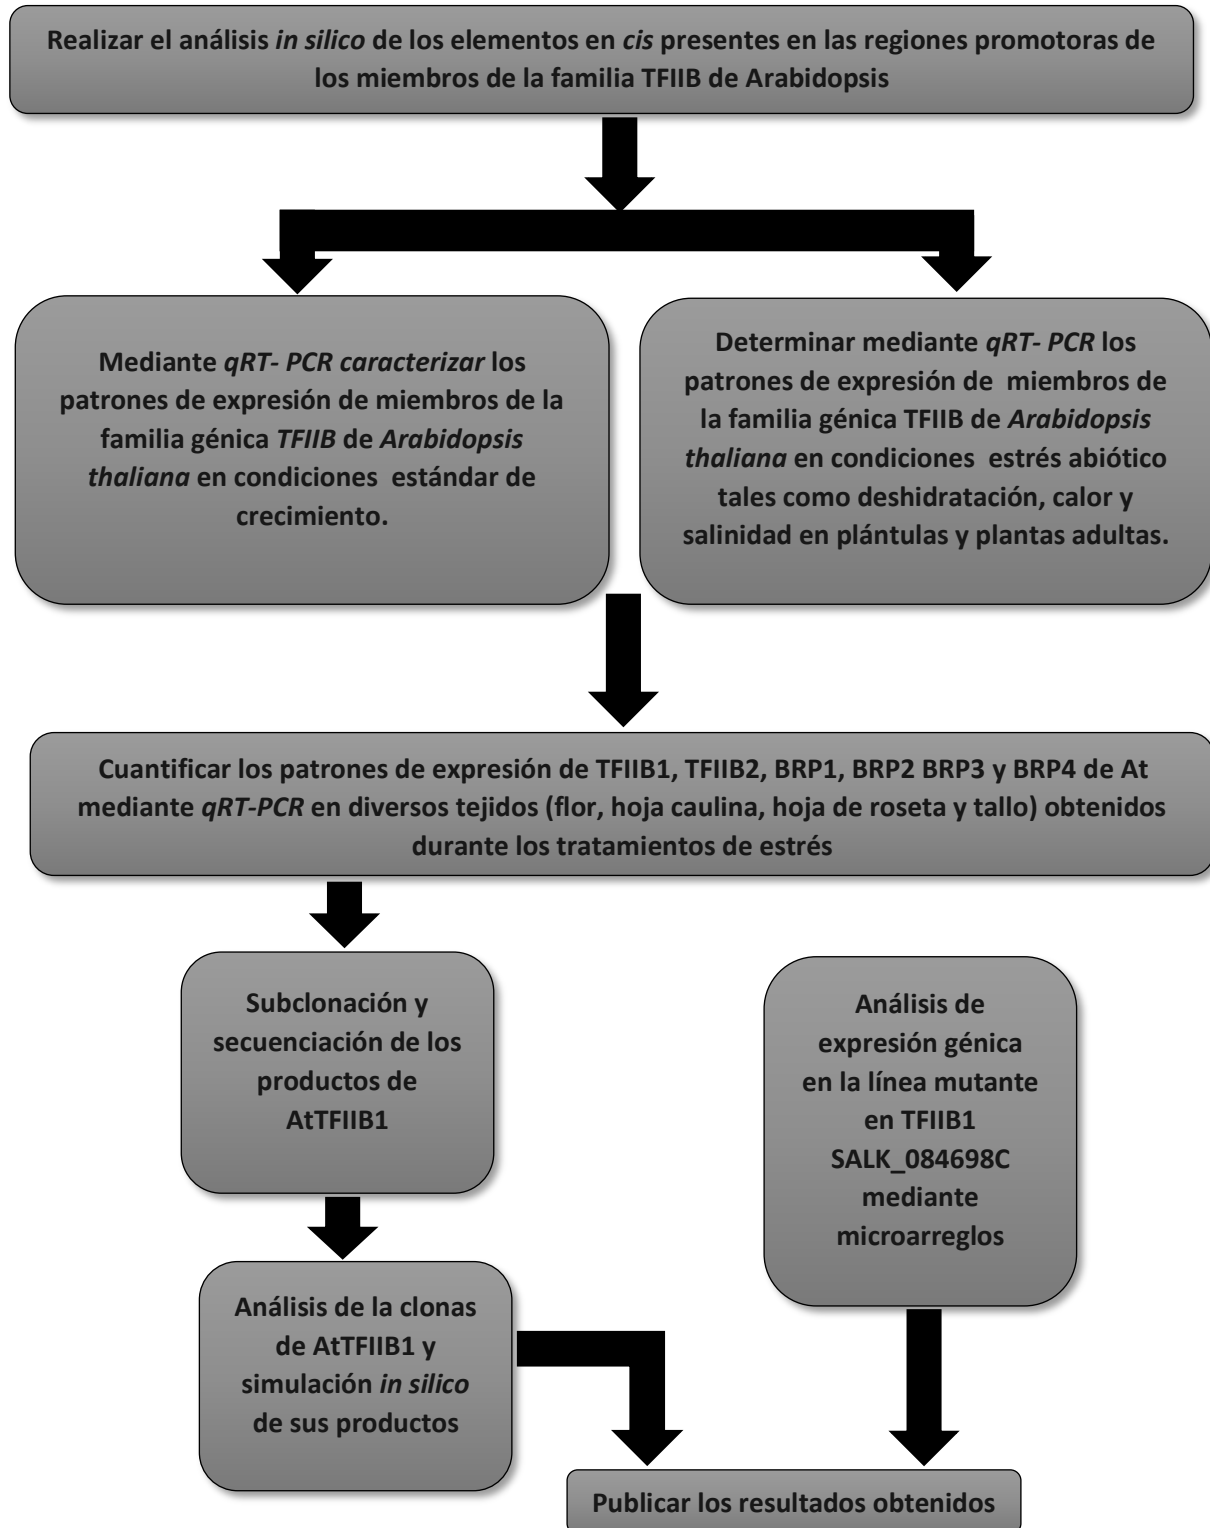 Realizar el análisis in silico de los elementos en cis presentes en las regiones promotoras de
los miembros de la familia TFIIB de Arabidopsis
Mediante qRT- PCR caracterizar los
patrones de expresión de miembros de la
familia génica TFIIB de Arabidopsis
thaliana en condiciones estándar de
crecimiento.
Determinar mediante qRT- PCR los
patrones de expresión de miembros de
la familia génica TFIIB de Arabidopsis
thaliana en condiciones estrés abiótico
tales como deshidratación, calor y
salinidad en plántulas y plantas adultas.
Cuantificar los patrones de expresión de TFIIB1, TFIIB2, BRP1, BRP2 BRP3 y BRP4 de At
mediante qRT-PCR en diversos tejidos (flor, hoja caulina, hoja de roseta y tallo) obtenidos
durante los tratamientos de estrés
Subclonación y
secuenciación de los
productos de
AtTFIIB1
Análisis de
expresión génica
en la línea mutante
en TFIIB1
SALK_084698C
mediante
microarreglos
Análisis de la clonas
de AtTFIIB1 y
simulación in silico
de sus productos
Publicar los resultados obtenidos